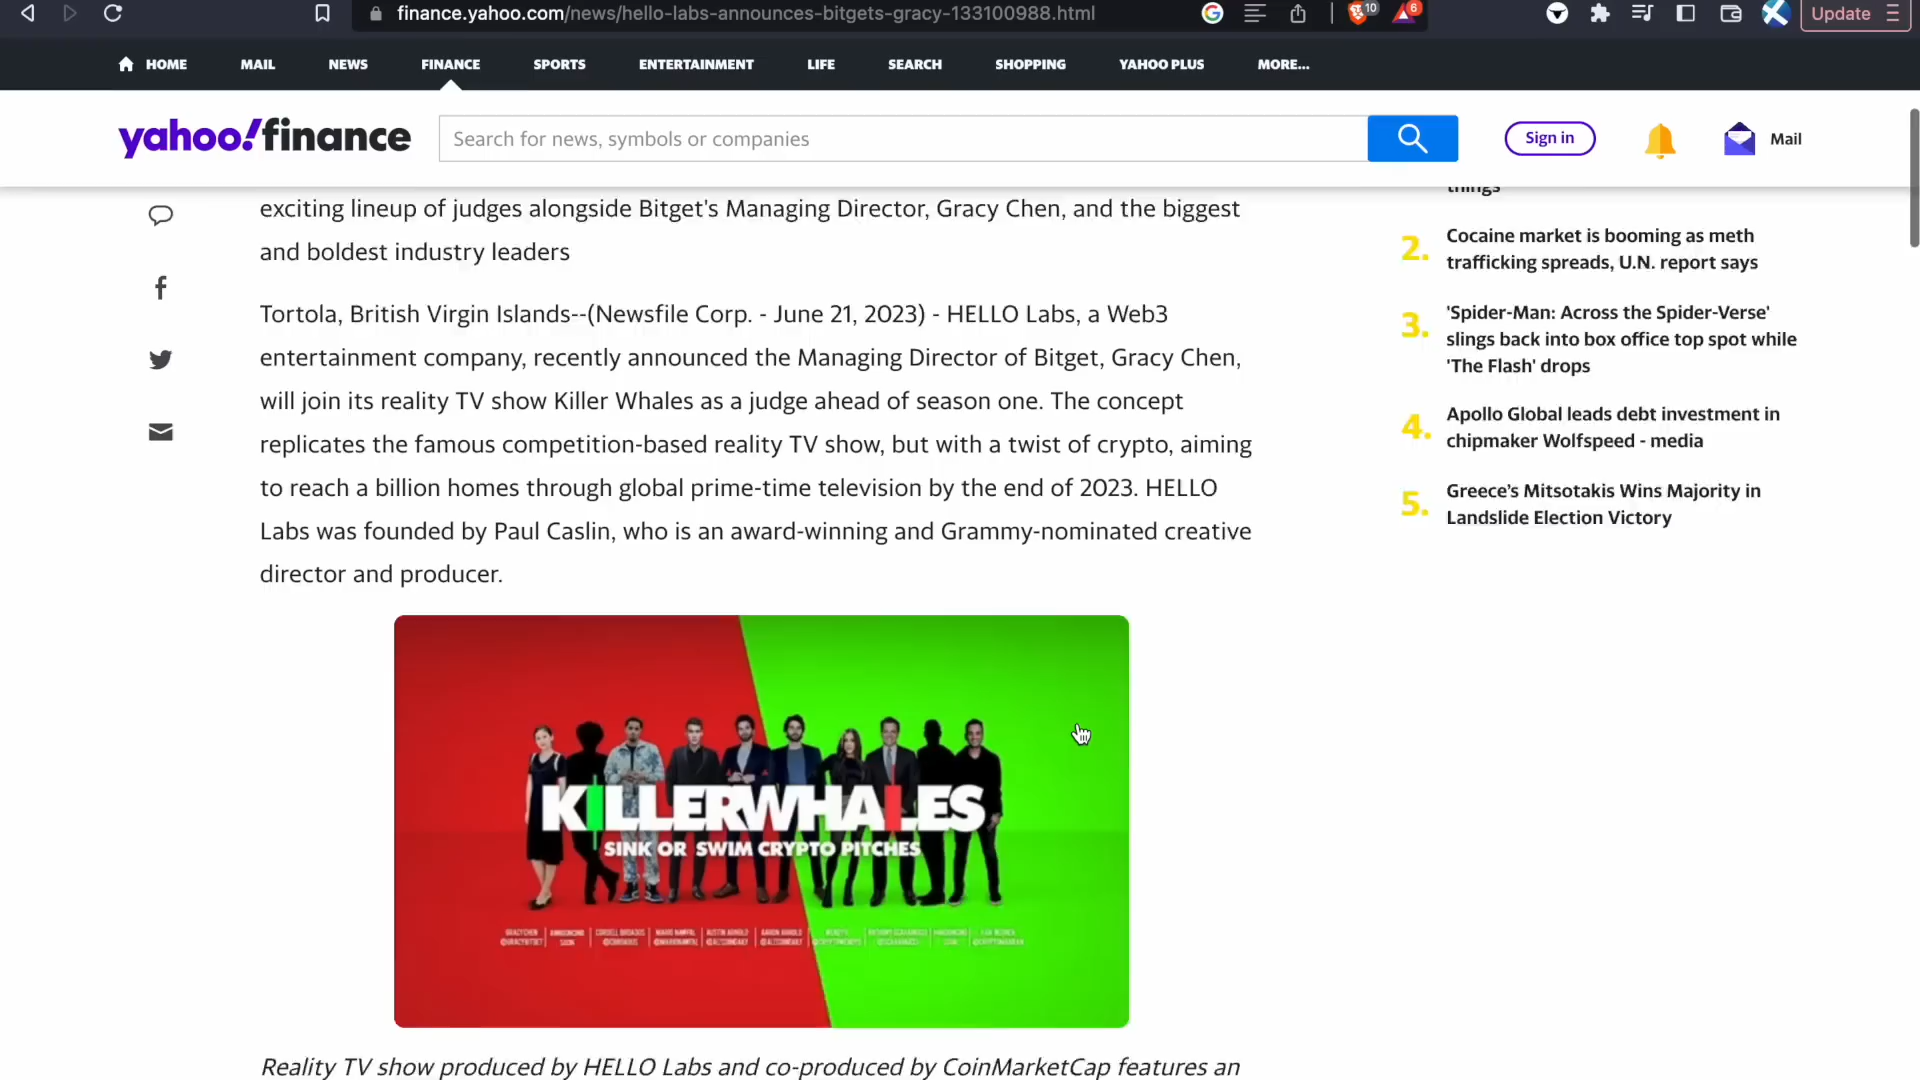 finance.yahoo.com/news/hello-labs-announces-bitgets-gracy-133100988.html
10
6
Update
HOME
MAIL
NEWS
FINANCE
SPORTS
ENTERTAINMENT
LIFE
SEARCH
SHOPPING
YAHOO PLUS
MORE...
yahoo!finance
Search for news, symbols or companies
Sign in
Mail
exciting lineup of judges alongside Bitget's Managing Director, Gracy Chen, and the biggest
and boldest industry leaders
Tortola, British Virgin Islands--(Newsfile Corp. - June 21, 2023) - HELLO Labs, a Web3
entertainment company, recently announced the Managing Director of Bitget, Gracy Chen,
will join its reality TV show Killer Whales as a judge ahead of season one. The concept
replicates the famous competition-based reality TV show, but with a twist of crypto, aiming
to reach a billion homes through global prime-time television by the end of 2023. HELLO
Labs was founded by Paul Caslin, who is an award-winning and Grammy-nominated creative
director and producer.
KILLERWHALES
SINK OR SWIM CRYPTO PITCHES
Reality TV show produced by HELLO Labs and co-produced by CoinMarketCap features an
things
2. Cocaine market is booming as meth
trafficking spreads, U.N. report says
3. 'Spider-Man: Across the Spider-Verse'
slings back into box office top spot while
'The Flash' drops
4. Apollo Global leads debt investment in
chipmaker Wolfspeed - media
5. Greece’s Mitsotakis Wins Majority in
Landslide Election Victory